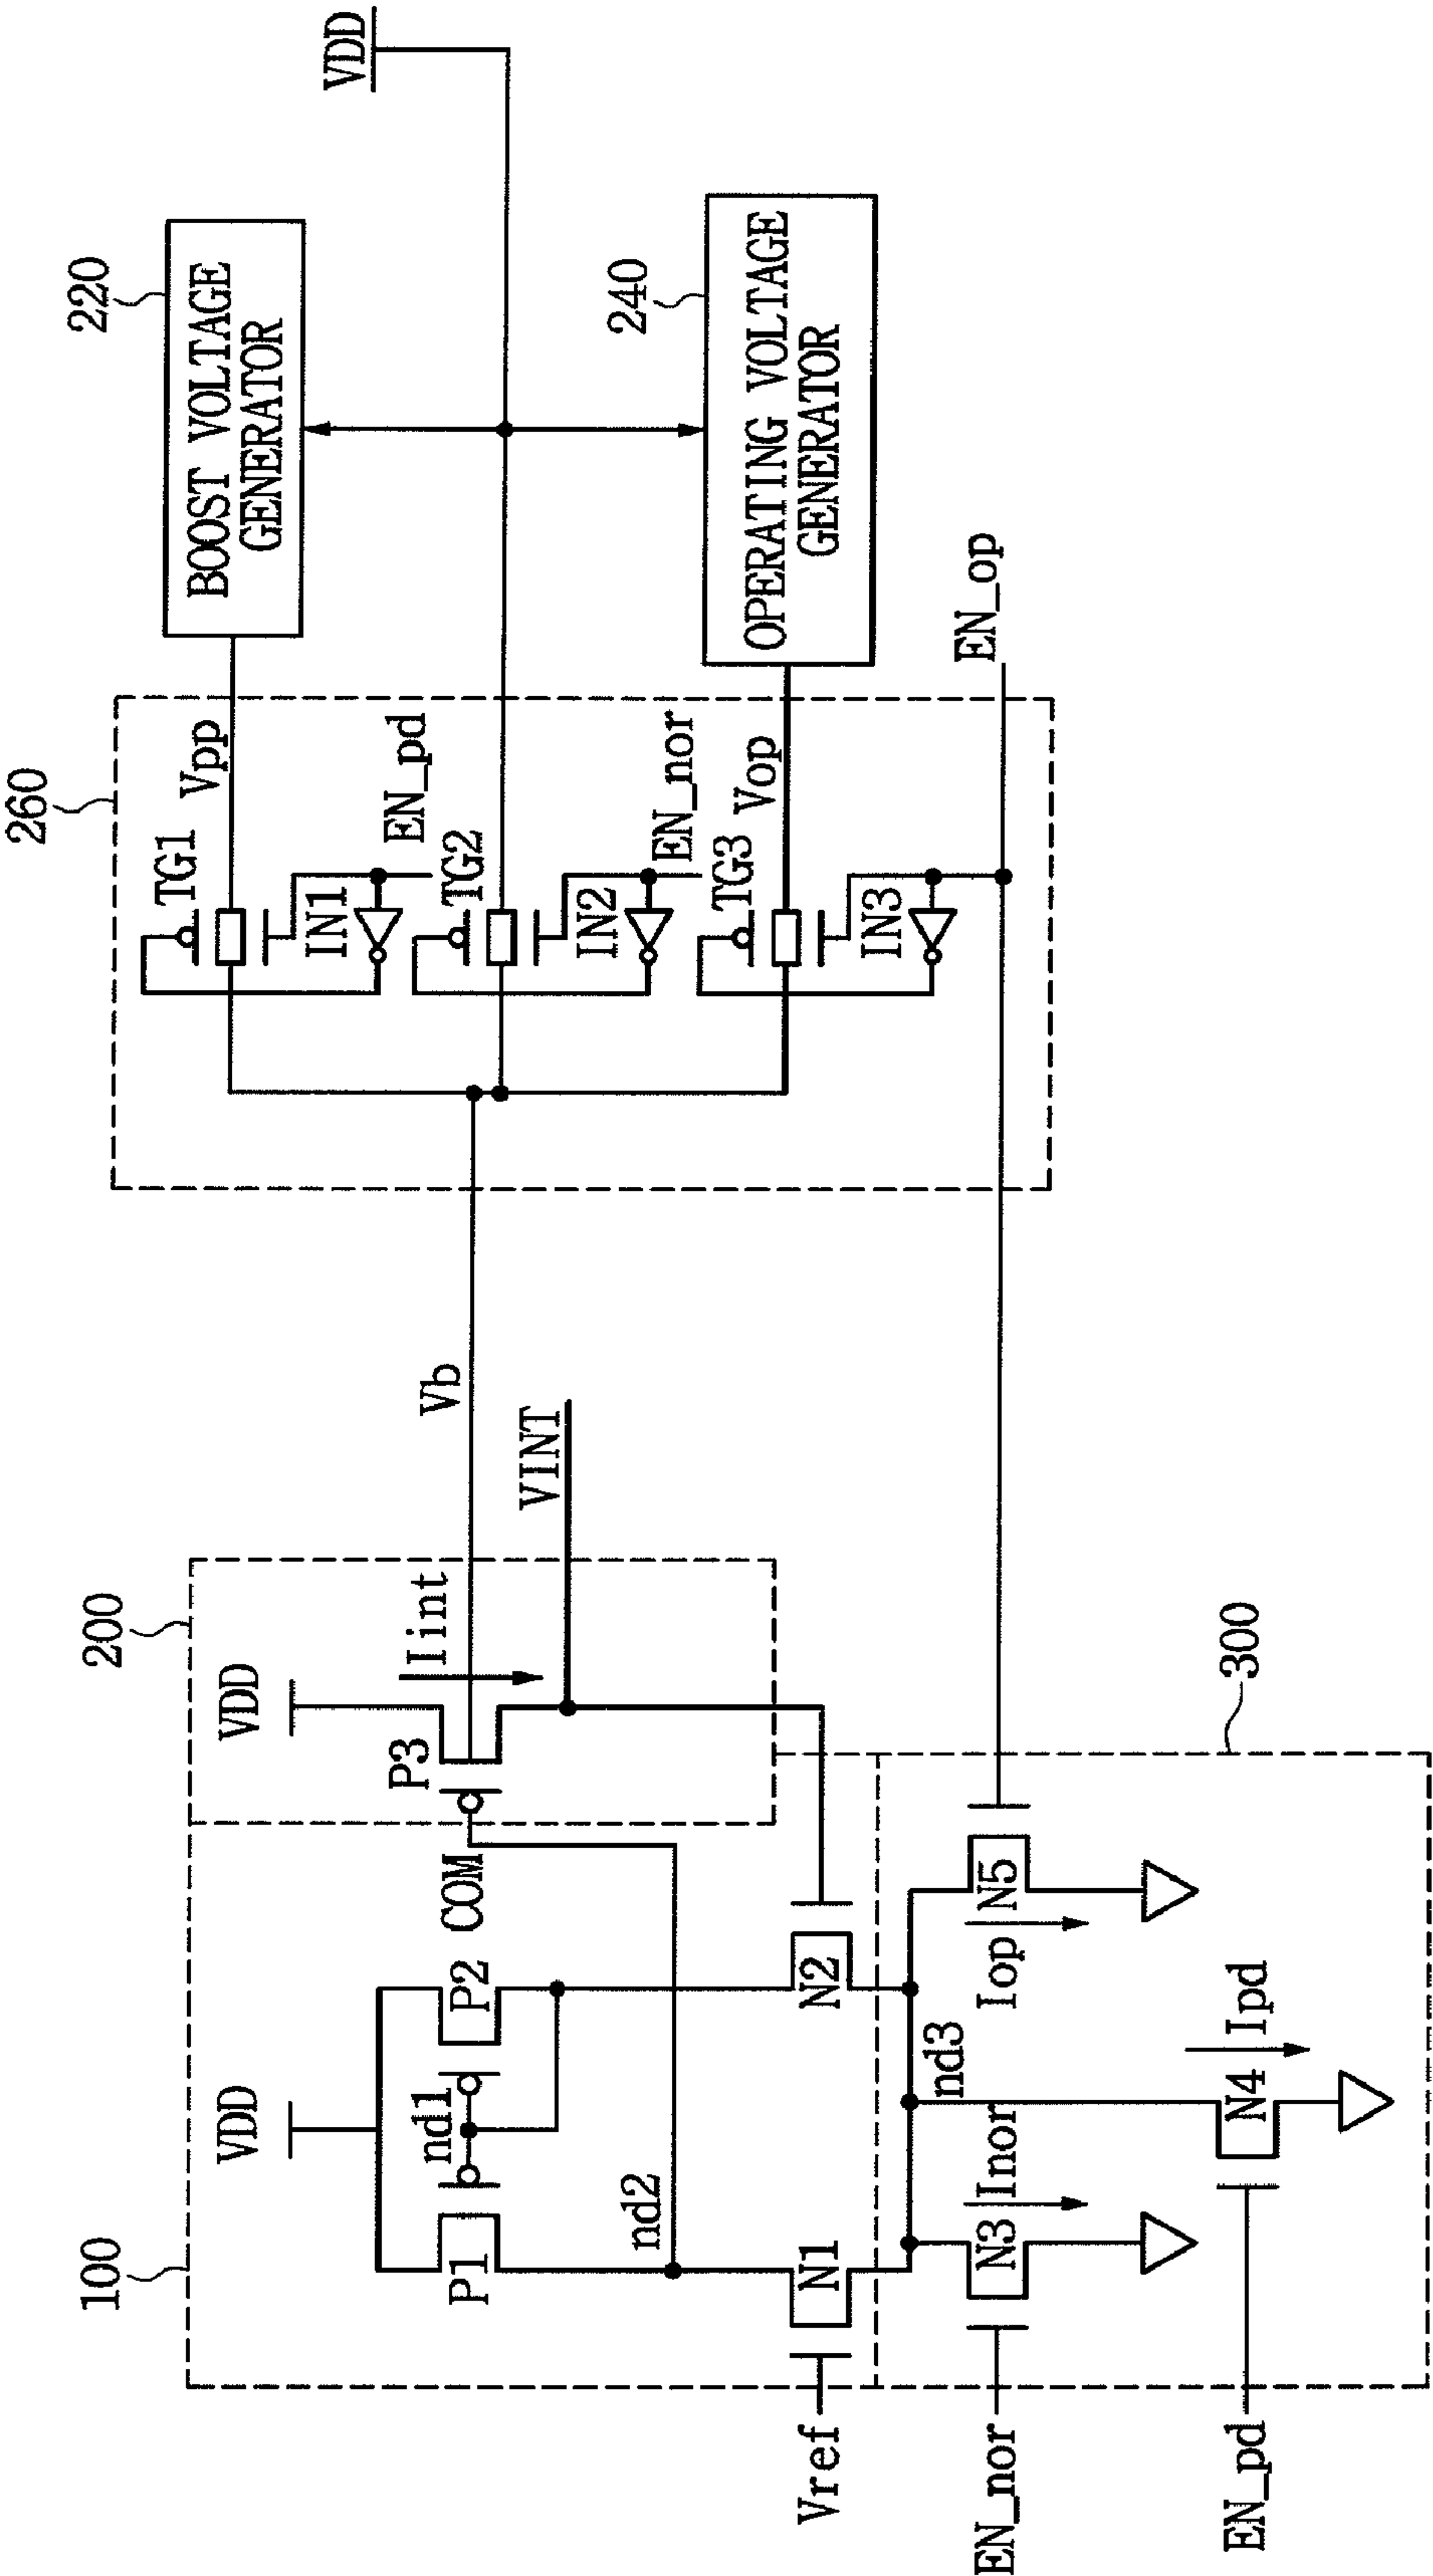 VDD
220
BOOST VOLTAGE
GENERATOR
240
OPERATING VOLTAGE
GENERATOR
260
Vpp
TG1
EN_pd
IN1
TG2
EN_nor
IN2
Vop
TG3
IN3
EN_op
Vb
VINT
200
VDD
Iint
P3
COM
100
VDD
P2
nd1
P1
nd2
N2
N1
Vref
300
nd3
N5
Iop
N4
Ipd
N3
Inor
EN_nor
EN_pd